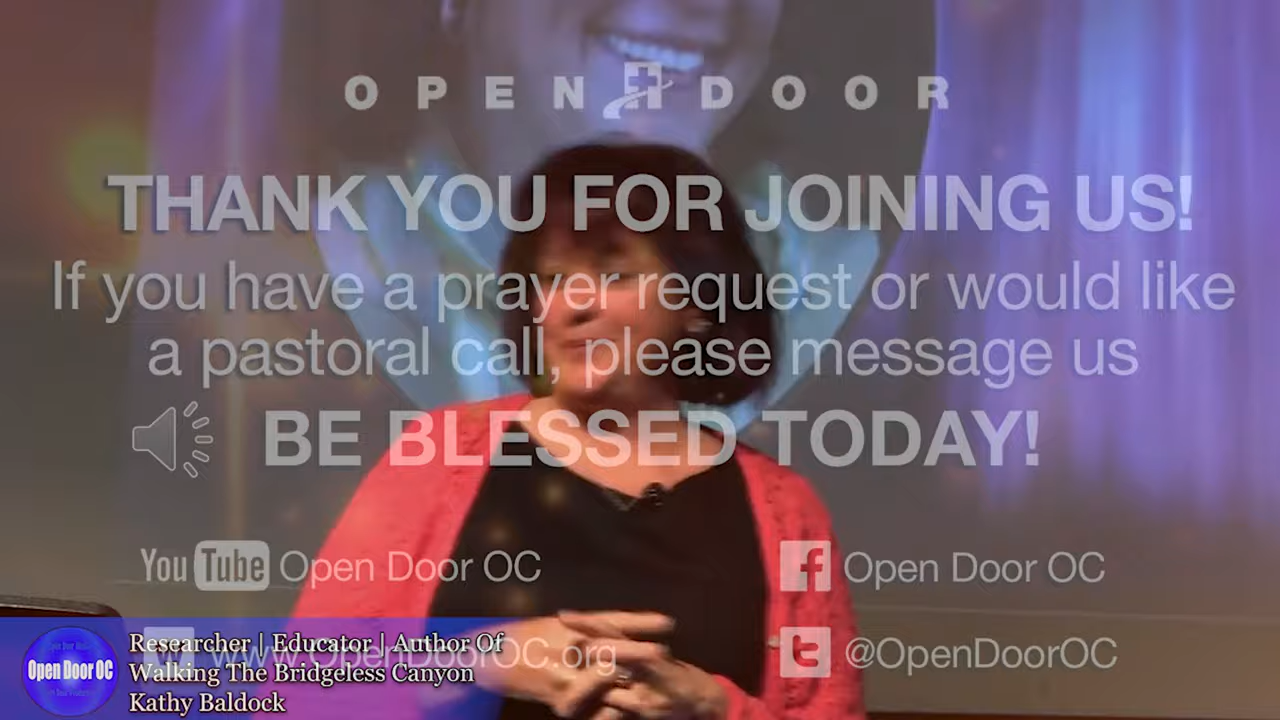 OPEN DOOR
THANK YOU FOR JOINING US!
If you have a prayer request or would like
a pastoral call, please message us
BE BLESSED TODAY!
You Tube Open Door OC
Open Door OC
www.OpenDoorOC.org
@OpenDoorOC
Open Door OC
Researcher | Educator | Author Of
Walking The Bridgeless Canyon
Kathy Baldock